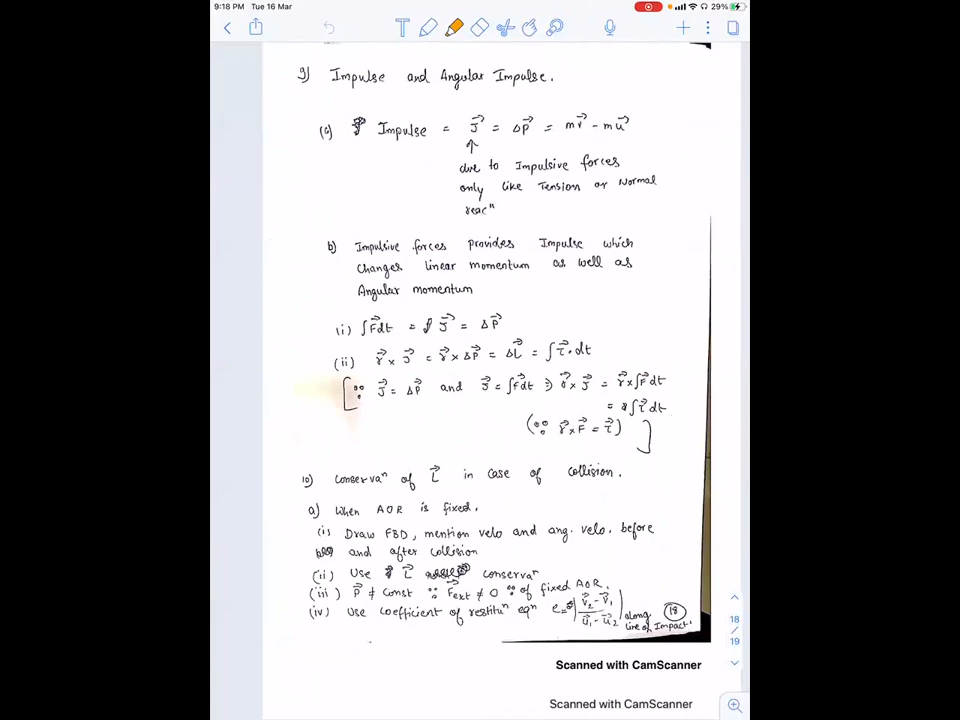 9:18 PM Tue 16 Mar
29%
9) Impulse and Angular Impulse.
(a) Impulse = J⃗ = ΔP⃗ = mv⃗ - mu⃗
↑
due to Impulsive forces
only like Tension or Normal
reacⁿ
b) Impulsive forces provides Impulse which
changes linear momentum as well as
Angular momentum
(i) ∫F⃗dt = J⃗ = ΔP⃗
(ii) r⃗ × J⃗ = r⃗ × ΔP⃗ = ΔL⃗ = ∫τ⃗.dt
[∵ J⃗ = ΔP⃗ and J⃗ = ∫F⃗dt ⇒ r⃗ × J⃗ = r⃗ × ∫F⃗dt
= ∫τ⃗dt
(∵ r⃗ × F⃗ = τ⃗) ]
10) Conservaⁿ of L⃗ in case of collision.
a) When AOR is fixed.
(i) Draw FBD, mention velo and ang. velo. before
and after collision
(ii) Use L⃗ conservaⁿ
(iii) P⃗ ≠ Const ∵ F⃗ext ≠ 0 ∵ of fixed AOR.
(iv) Use coefficient of restituⁿ eqⁿ e = |(v⃗₂ - v⃗₁)/(u⃗₁ - u⃗₂)| along
line of Impact.
18
18
/
19
Scanned with CamScanner
Scanned with CamScanner